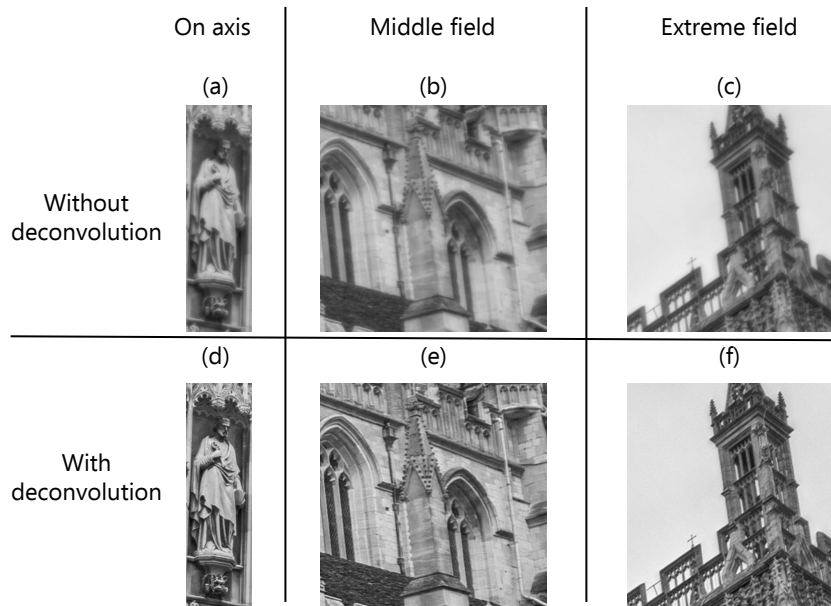 On axis
Middle field
Extreme field
(a)
(b)
(c)
Without
deconvolution
(d)
(e)
(f)
With
deconvolution